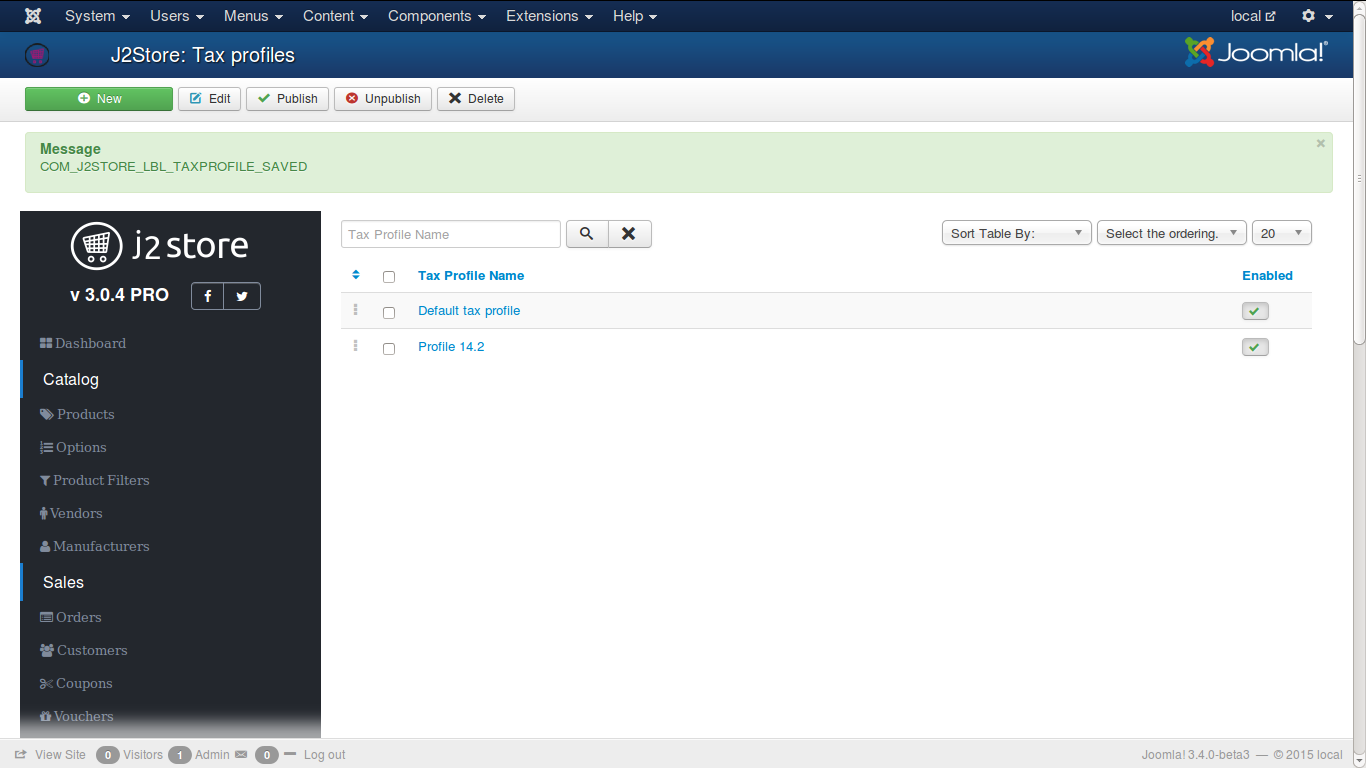 System Users Menus Content Components Extensions Help local
J2Store: Tax profiles Joomla!®
New Edit Publish Unpublish Delete
Message ×
COM_J2STORE_LBL_TAXPROFILE_SAVED
j2store
v 3.0.4 PRO
Tax Profile Name Sort Table By: Select the ordering. 20
Tax Profile Name Enabled
Default tax profile
Profile 14.2
Dashboard
Catalog
Products
Options
Product Filters
Vendors
Manufacturers
Sales
Orders
Customers
Coupons
Vouchers
View Site 0 Visitors 1 Admin 0 Log out Joomla! 3.4.0-beta3 — © 2015 local